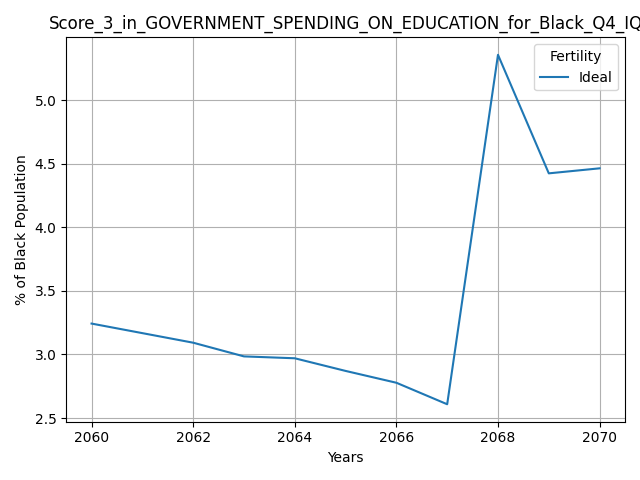 Score_3_in_GOVERNMENT_SPENDING_ON_EDUCATION_for_Black_Q4_IQ
Fertility
Ideal
% of Black Population
5.0
4.5
4.0
3.5
3.0
2.5
2060 2062 2064 2066 2068 2070
Years